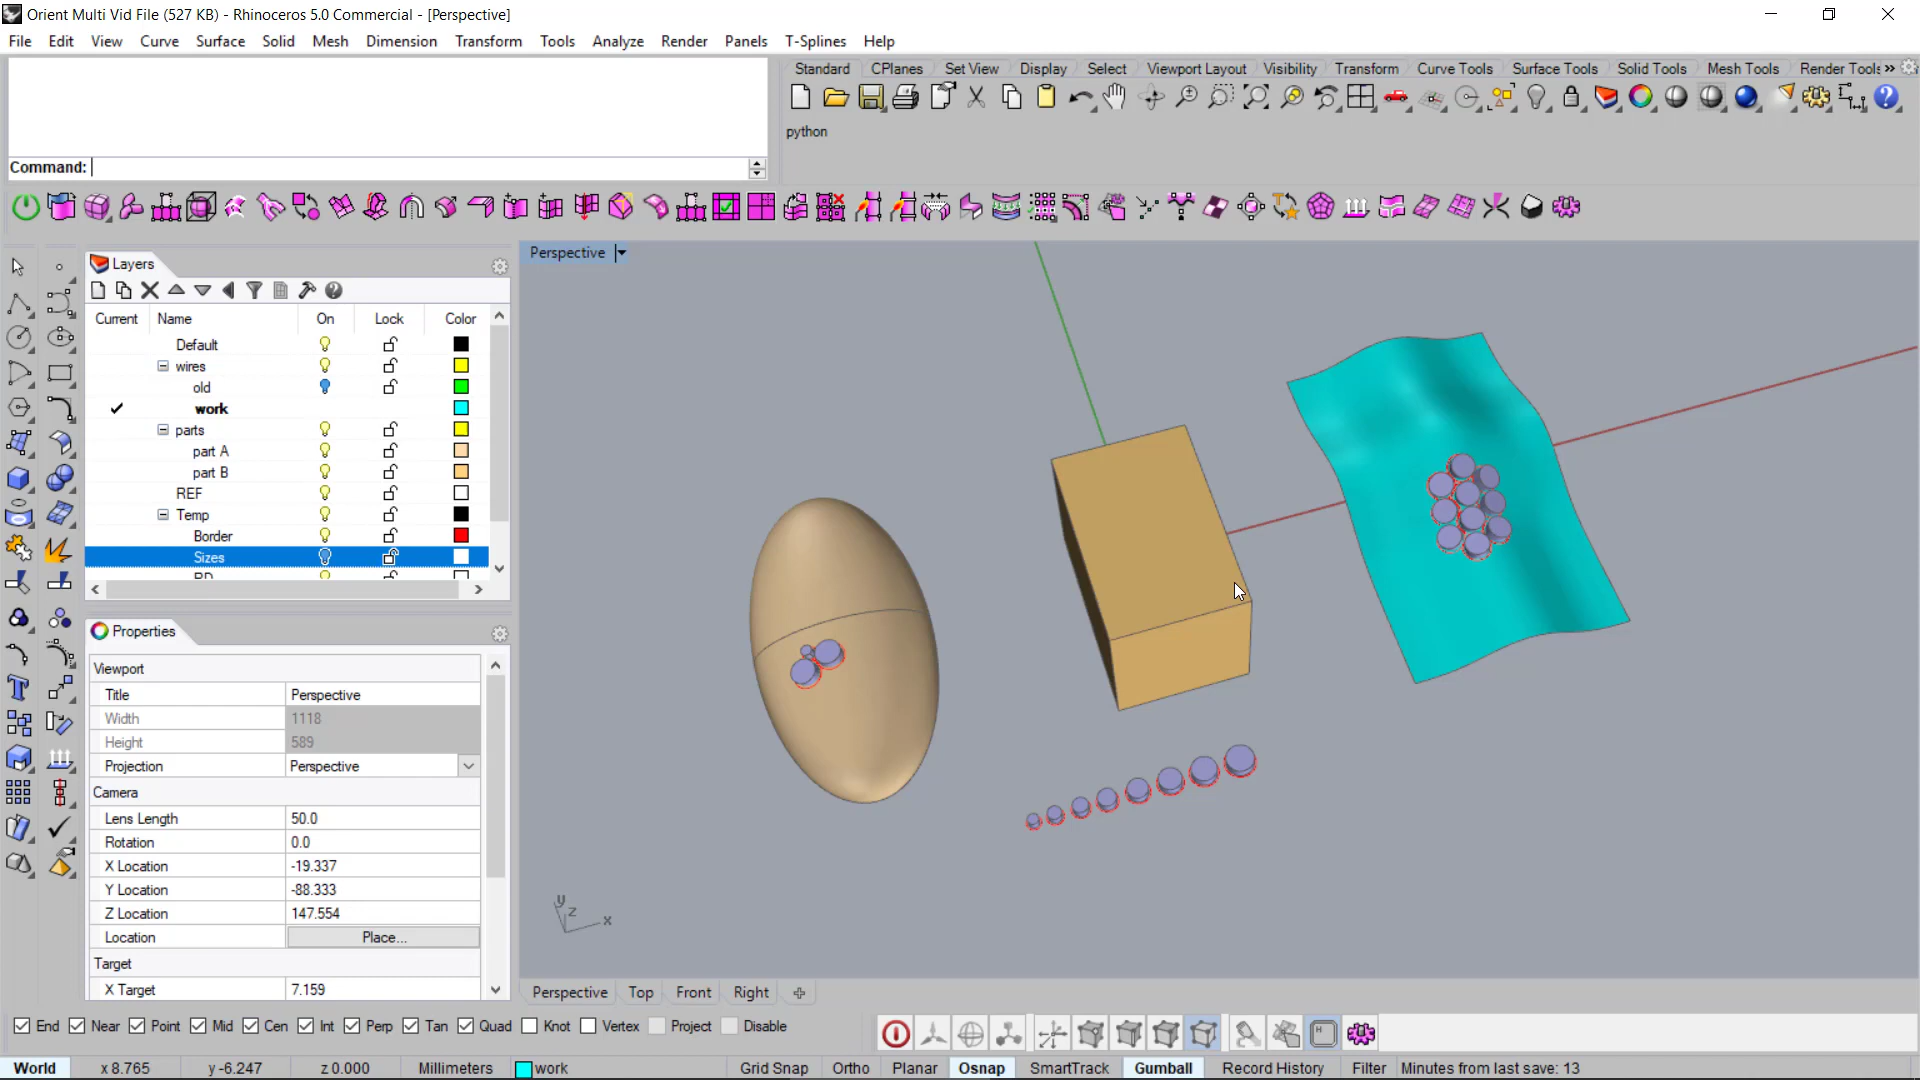 Orient Multi Vid File (527 KB) - Rhinoceros 5.0 Commercial - [Perspective]
File Edit View Curve Surface Solid Mesh Dimension Transform Tools Analyze Render Panels T-Splines Help
Standard CPlanes Set View Display Select Viewport Layout Visibility Transform Curve Tools Surface Tools Solid Tools Mesh Tools Render Tools »
python
Command:
Layers
Perspective
Current Name On Lock Color
Default
wires
old
work
parts
part A
part B
REF
Temp
Border
Sizes
Properties
Viewport
Title Perspective
Width 1118
Height 589
Projection Perspective
Camera
Lens Length 50.0
Rotation 0.0
X Location -19.337
Y Location -88.333
Z Location 147.554
Location Place...
Target
X Target 7.159
y z x
Perspective Top Front Right
End Near Point Mid Cen Int Perp Tan Quad Knot Vertex Project Disable
World x 8.765 y -6.247 z 0.000 Millimeters work Grid Snap Ortho Planar Osnap SmartTrack Gumball Record History Filter Minutes from last save: 13